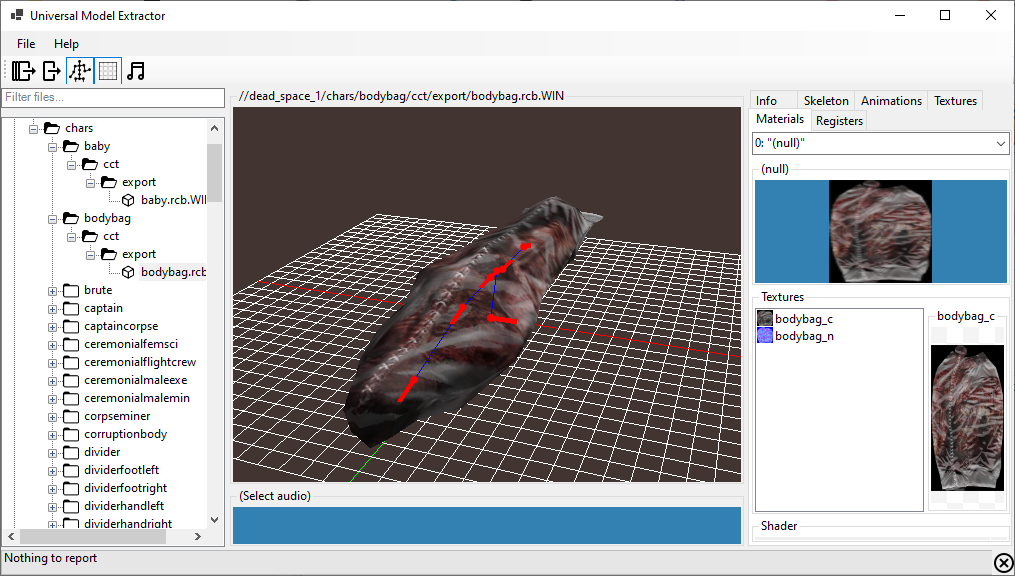 Universal Model Extractor
File Help
Filter files...
chars
baby
cct
export
baby.rcb.WI
bodybag
cct
export
bodybag.rcb
brute
captain
captaincorpse
ceremonialfemsci
ceremonialflightcrew
ceremonialmaleexe
ceremonialmalemin
corpseminer
corruptionbody
divider
dividerfootleft
dividerfootright
dividerhandleft
dividerhandright
//dead_space_1/chars/bodybag/cct/export/bodybag.rcb.WIN
(Select audio)
Info Skeleton Animations Textures
Materials Registers
0: "(null)"
(null)
Textures
bodybag_c
bodybag_n
bodybag_c
Shader
Nothing to report